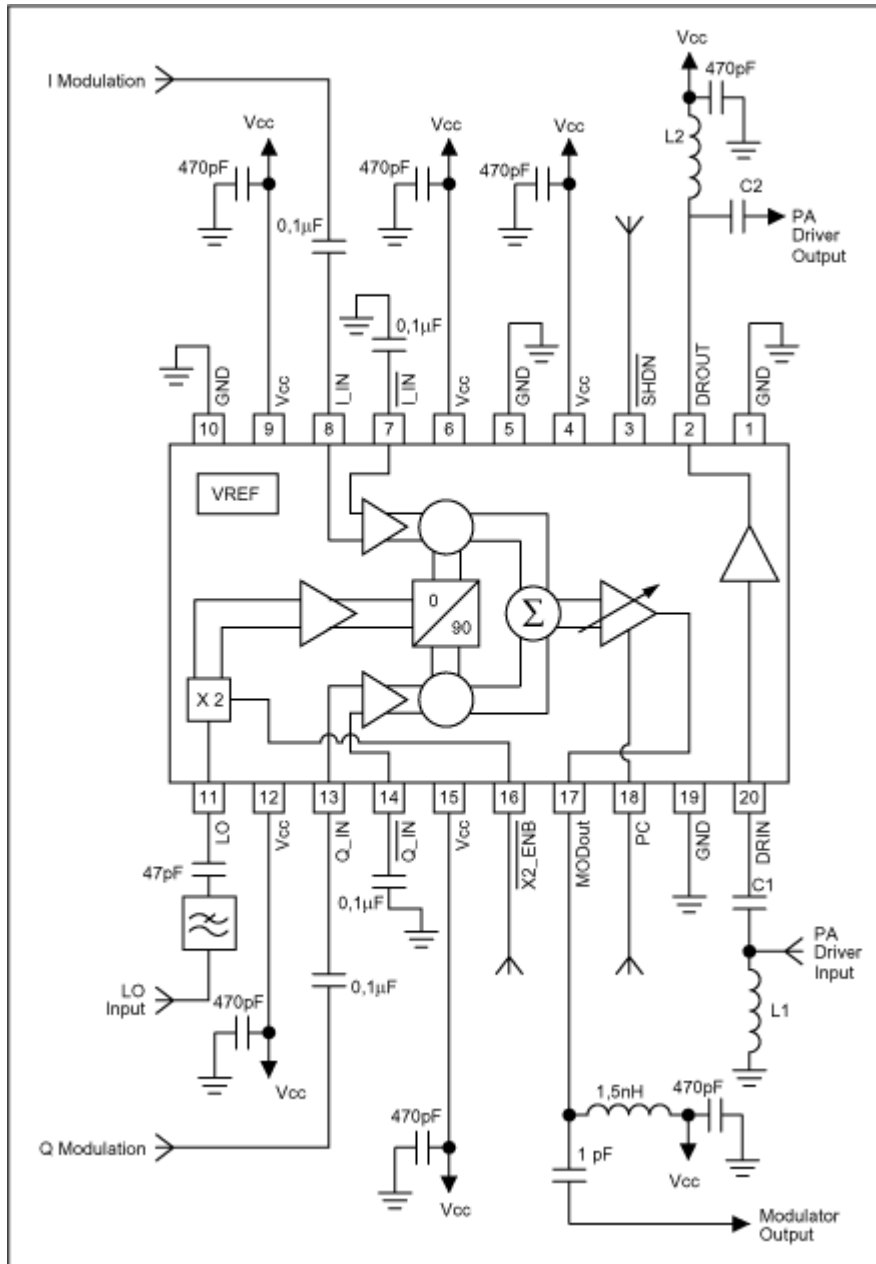 Vcc
470pF
I Modulation
Vcc
Vcc
Vcc
L2
470pF
470pF
470pF
C2
PA
Driver
Output
0,1µF
0,1µF
GND
Vcc
I_IN
I_IN
Vcc
GND
Vcc
SHDN
DROUT
GND
10
9
8
7
6
5
4
3
2
1
VREF
0
90
Σ
X 2
11
12
13
14
15
16
17
18
19
20
LO
Vcc
Q_IN
Q_IN
Vcc
X2_ENB
MODout
PC
GND
DRIN
47pF
0,1µF
C1
PA
Driver
Input
LO
Input
470pF
0,1µF
L1
Vcc
1,5nH
470pF
Q Modulation
470pF
1 pF
Vcc
Vcc
Modulator
Output